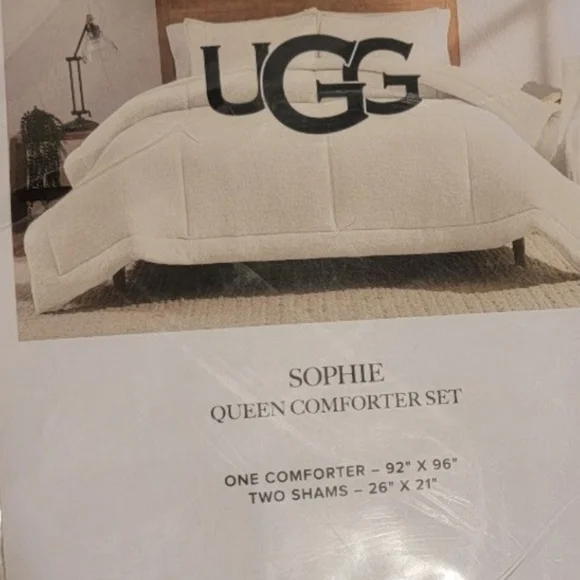 UGG
SOPHIE
QUEEN COMFORTER SET
ONE COMFORTER – 92" X 96"
TWO SHAMS – 26" X 21"